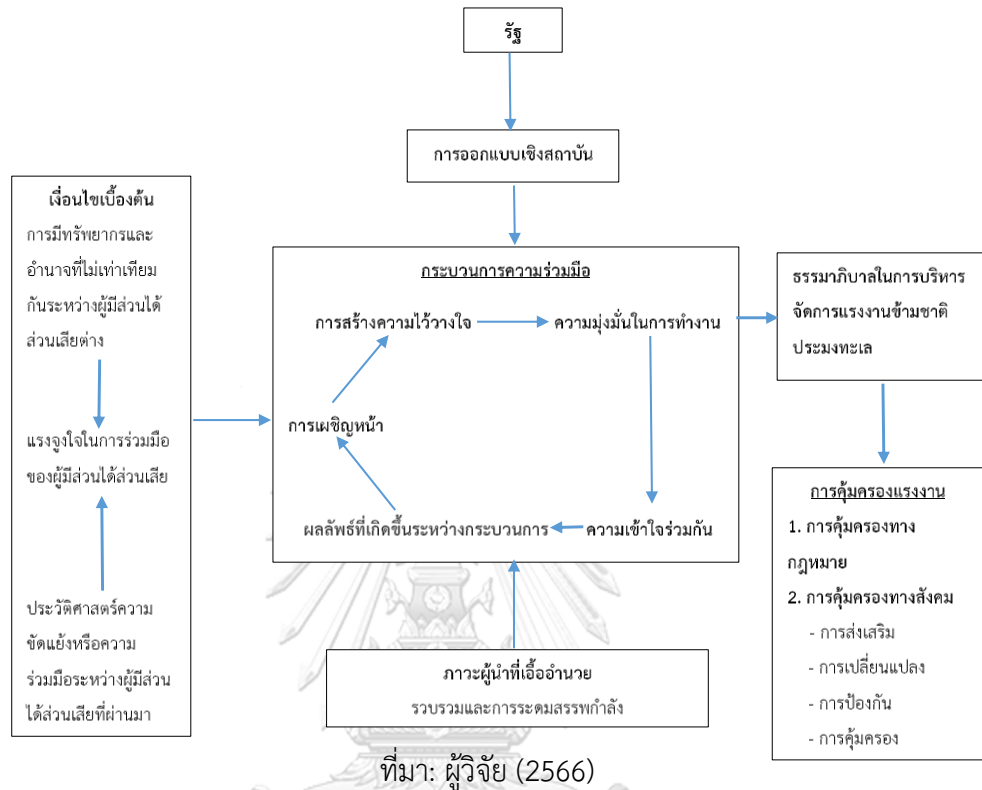 รัฐ
การออกแบบเชิงสถาบัน
เงื่อนไขเบื้องต้น
การมีทรัพยากรและ
อำนาจที่ไม่เท่าเทียม
กันระหว่างผู้มีส่วนได้
ส่วนเสียต่าง
แรงจูงใจในการร่วมมือ
ของผู้มีส่วนได้ส่วนเสีย
ประวัติศาสตร์ความ
ขัดแย้งหรือความ
ร่วมมือระหว่างผู้มีส่วน
ได้ส่วนเสียที่ผ่านมา
กระบวนการความร่วมมือ
การสร้างความไว้วางใจ
ความมุ่งมั่นในการทำงาน
การเผชิญหน้า
ผลลัพธ์ที่เกิดขึ้นระหว่างกระบวนการ
ความเข้าใจร่วมกัน
ภาวะผู้นำที่เอื้ออำนวย
รวบรวมและการระดมสรรพกำลัง
ธรรมาภิบาลในการบริหาร
จัดการแรงงานข้ามชาติ
ประมงทะเล
การคุ้มครองแรงงาน
1. การคุ้มครองทาง
กฎหมาย
2. การคุ้มครองทางสังคม
- การส่งเสริม
- การเปลี่ยนแปลง
- การป้องกัน
- การคุ้มครอง
ที่มา: ผู้วิจัย (2566)